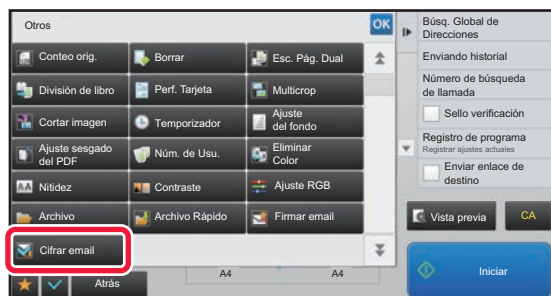 Otros
OK
Conteo orig.
Borrar
Esc. Pág. Dual
División de libro
Perf. Tarjeta
Multicrop
Cortar imagen
Temporizador
Ajuste
del fondo
Ajuste sesgado
del PDF
Núm. de Usu.
Eliminar
Color
Nitidez
Contraste
Ajuste RGB
Archivo
Archivo Rápido
Firmar email
Cifrar email
Atrás
A4
A4
Búsq. Global de
Direcciones
Enviando historial
Número de búsqueda
de llamada
Sello verificación
Registro de programa
Registrar ajustes actuales
Enviar enlace de
destino
Vista previa
CA
Iniciar